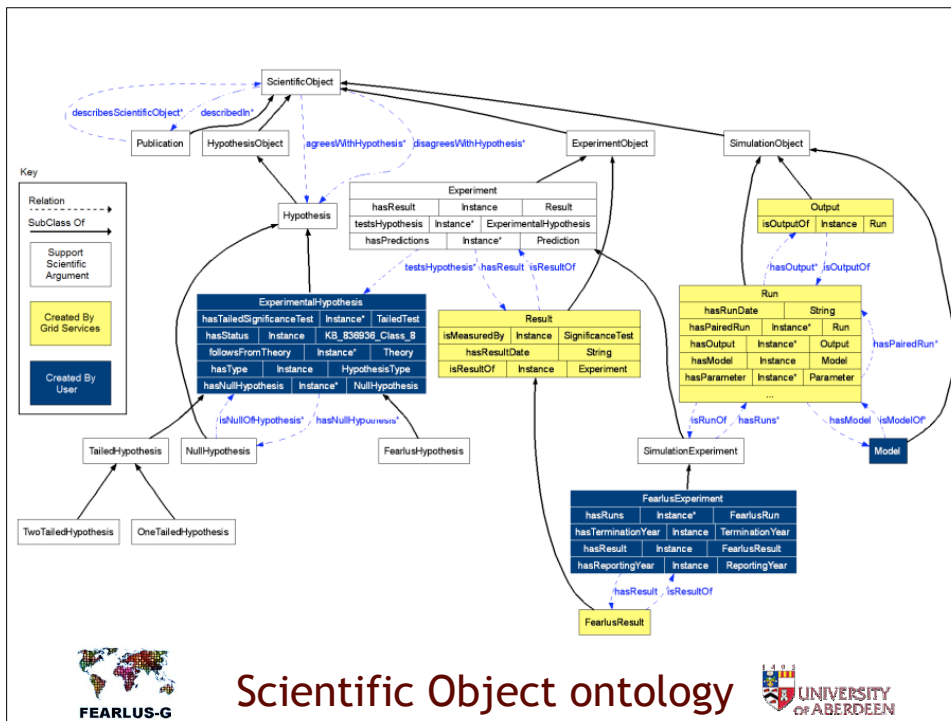 ScientificObject
describesScientificObject*
describedIn*
Publication
HypothesisObject
agreesWithHypothesis*
disagreesWithHypothesis*
ExperimentObject
SimulationObject
Key
Relation
SubClass Of
Support
Scientific
Argument
Created By
Grid Services
Created By
User
Hypothesis
Experiment
hasResult Instance Result
testsHypothesis Instance* ExperimentalHypothesis
hasPredictions Instance* Prediction
Output
isOutputOf Instance Run
testsHypothesis*
hasResult
isResultOf
hasOutput*
isOutputOf
ExperimentalHypothesis
hasTailedSignificanceTest Instance* TailedTest
hasStatus Instance KB_836936_Class_8
followsFromTheory Instance* Theory
hasType Instance HypothesisType
hasNullHypothesis Instance* NullHypothesis
Result
isMeasuredBy Instance SignificanceTest
hasResultDate String
isResultOf Instance Experiment
Run
hasRunDate String
hasPairedRun Instance* Run
hasOutput Instance* Output
hasModel Instance Model
hasParameter Instance* Parameter
...
hasPairedRun*
isNullOfHypothesis*
hasNullHypothesis*
isRunOf
hasRuns*
hasModel
isModelOf*
TailedHypothesis
NullHypothesis
FearlusHypothesis
SimulationExperiment
Model
TwoTailedHypothesis
OneTailedHypothesis
FearlusExperiment
hasRuns Instance* FearlusRun
hasTerminationYear Instance TerminationYear
hasResult Instance FearlusResult
hasReportingYear Instance ReportingYear
hasResult
isResultOf
FearlusResult
FEARLUS-G
Scientific Object ontology
1495
UNIVERSITY
OF ABERDEEN